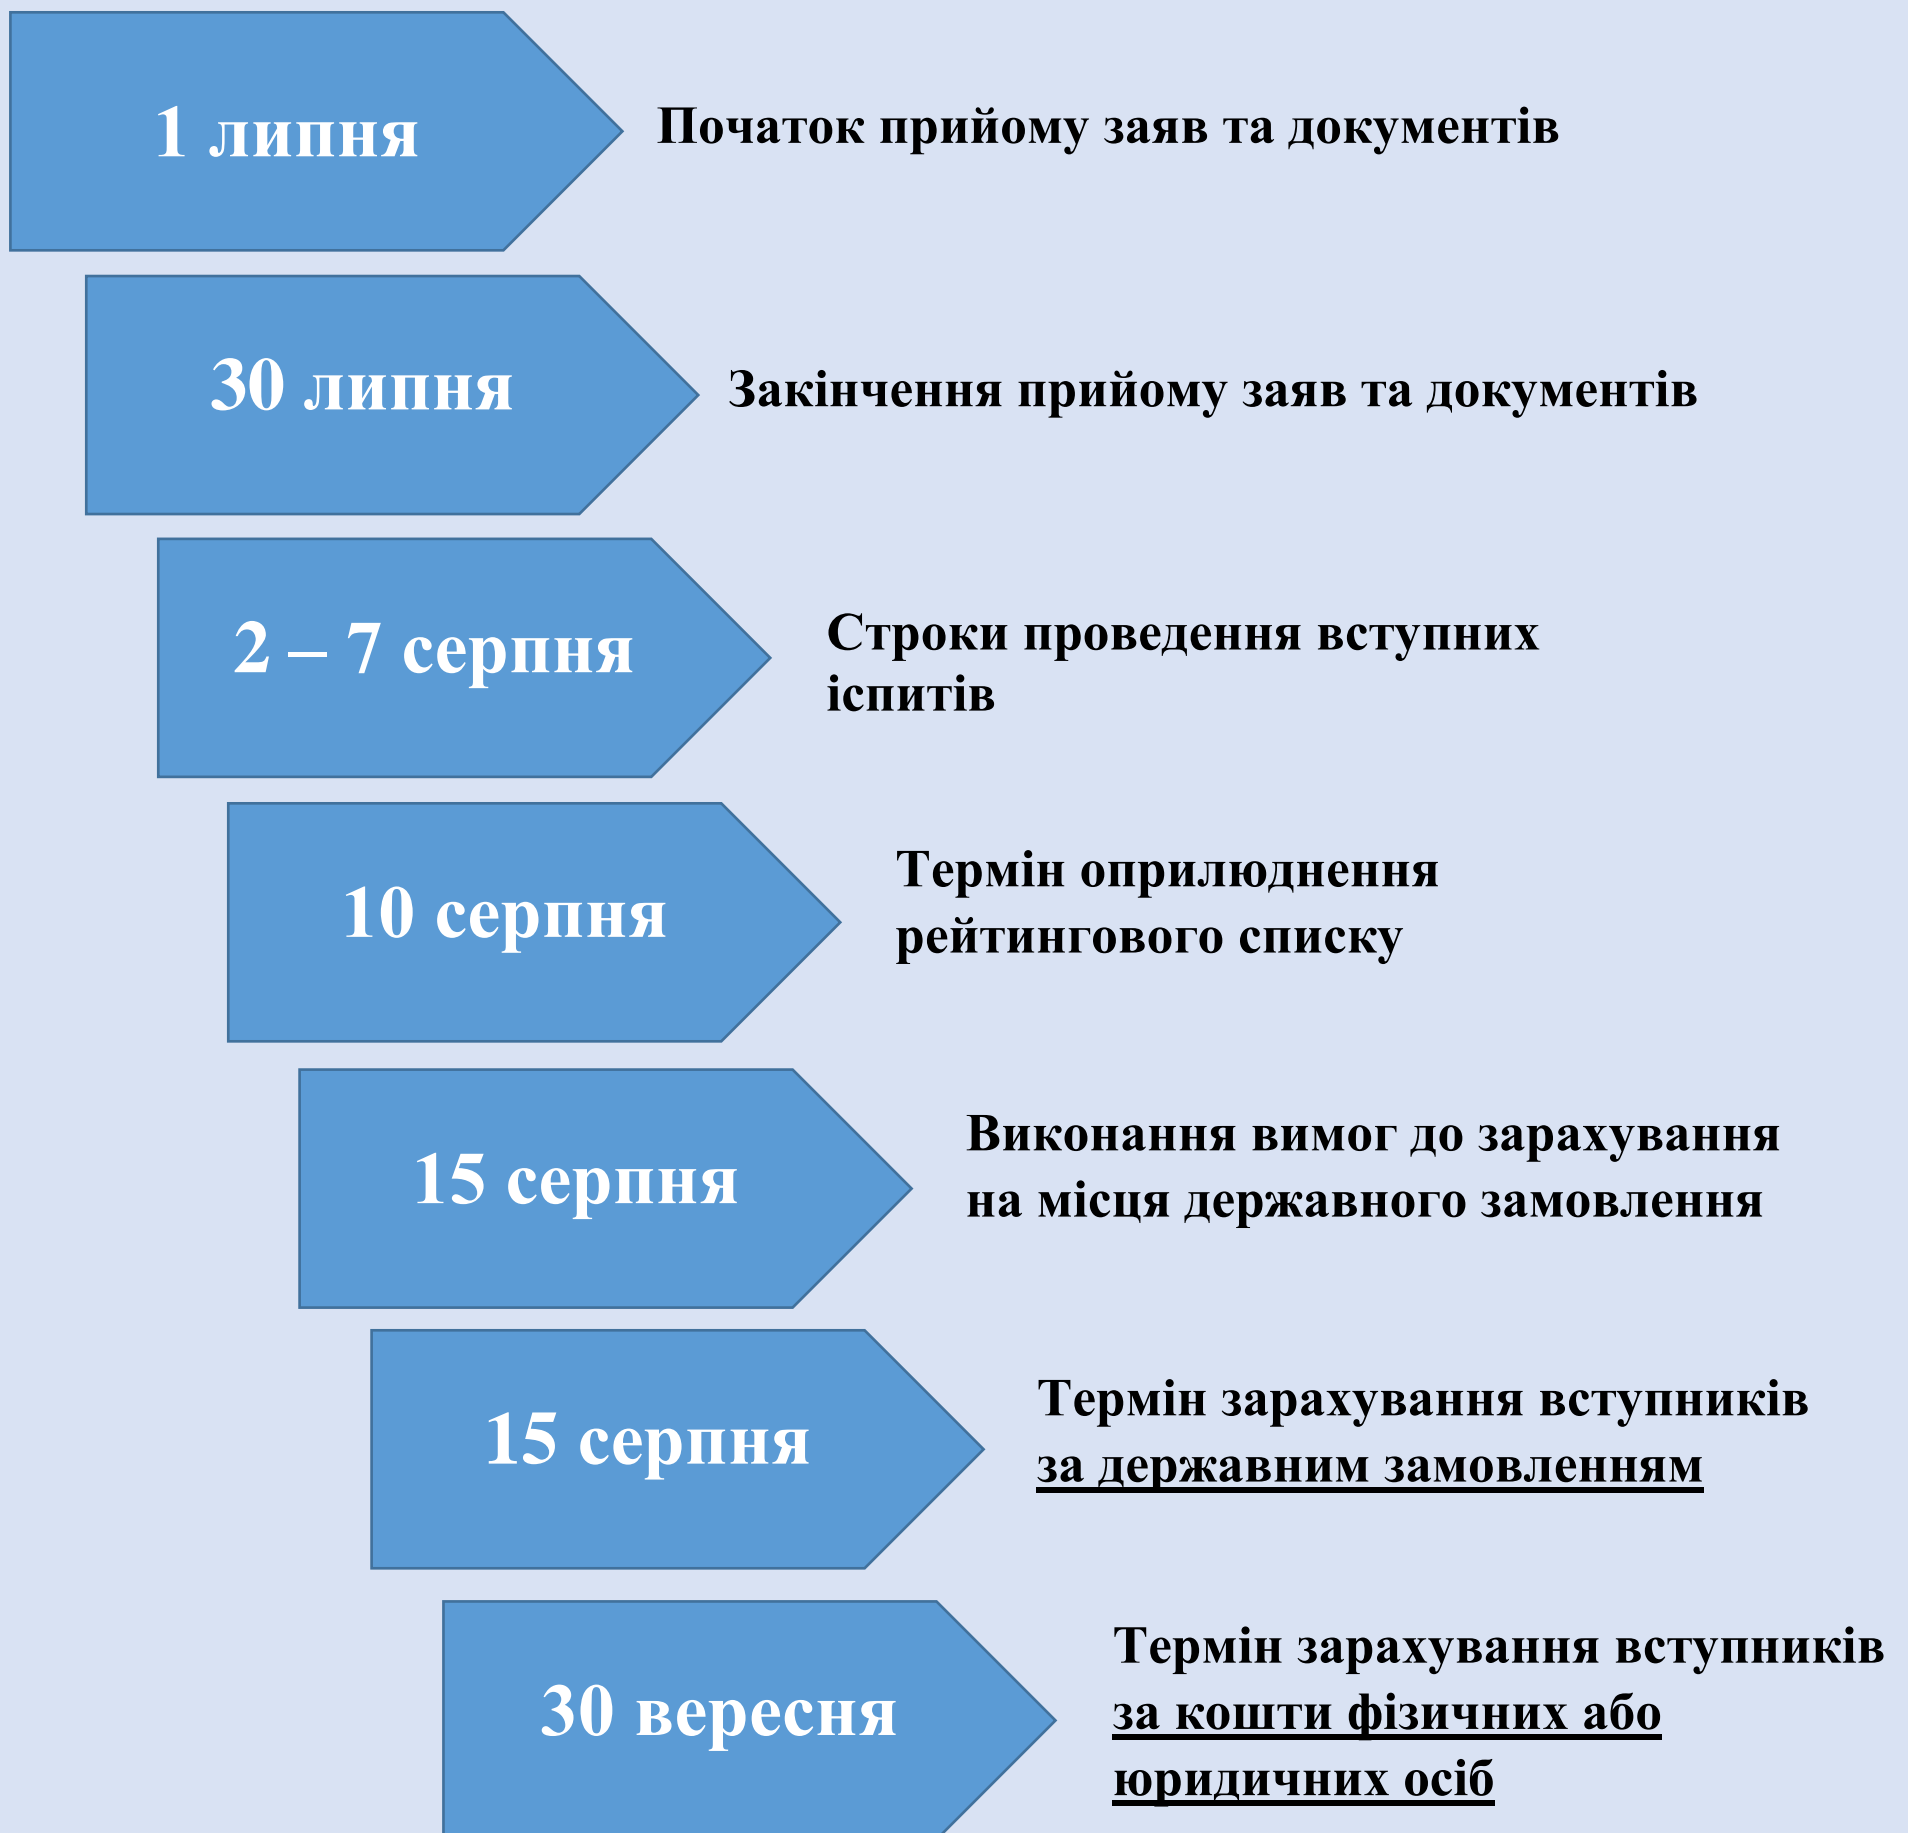 1 липня
Початок прийому заяв та документів
30 липня
Закінчення прийому заяв та документів
2 – 7 серпня
Строки проведення вступних
іспитів
10 серпня
Термін оприлюднення
рейтингового списку
15 серпня
Виконання вимог до зарахування
на місця державного замовлення
15 серпня
Термін зарахування вступників
за державним замовленням
30 вересня
Термін зарахування вступників
за кошти фізичних або
юридичних осіб